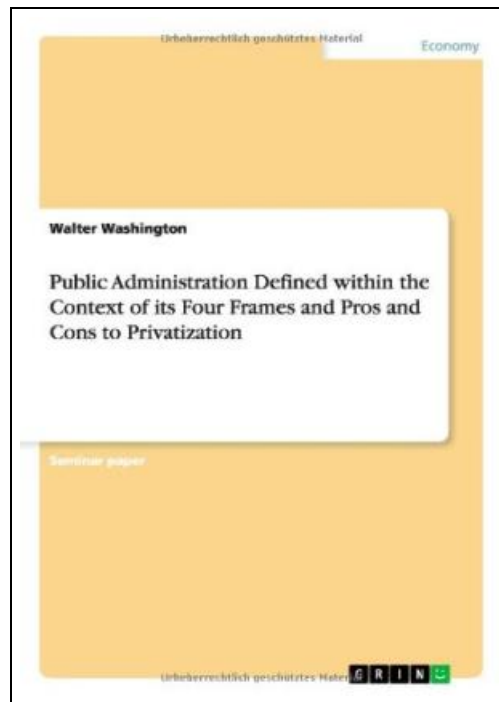 Urheberrechtlich geschütztes Material
Economy
Walter Washington
Public Administration Defined within the
Context of its Four Frames and Pros and
Cons to Privatization
Seminar paper
Urheberrechtlich geschütztes Mater
GRIN